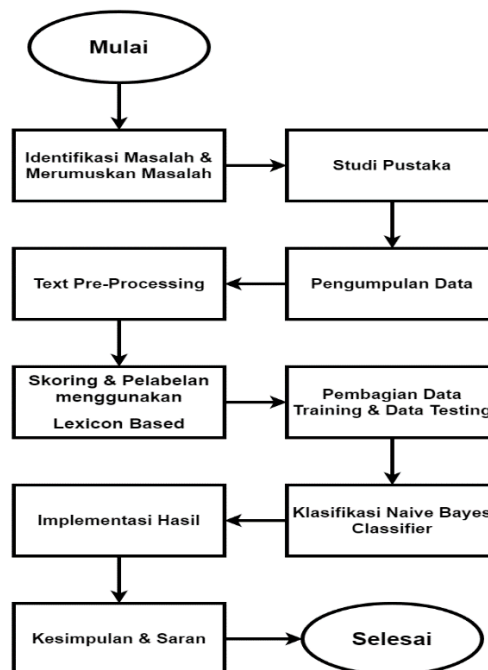 Mulai
Identifikasi Masalah &
Merumuskan Masalah
Studi Pustaka
Pengumpulan Data
Text Pre-Processing
Skoring & Pelabelan
menggunakan
Lexicon Based
Pembagian Data
Training & Data Testing
Klasifikasi Naive Bayes
Classifier
Implementasi Hasil
Kesimpulan & Saran
Selesai